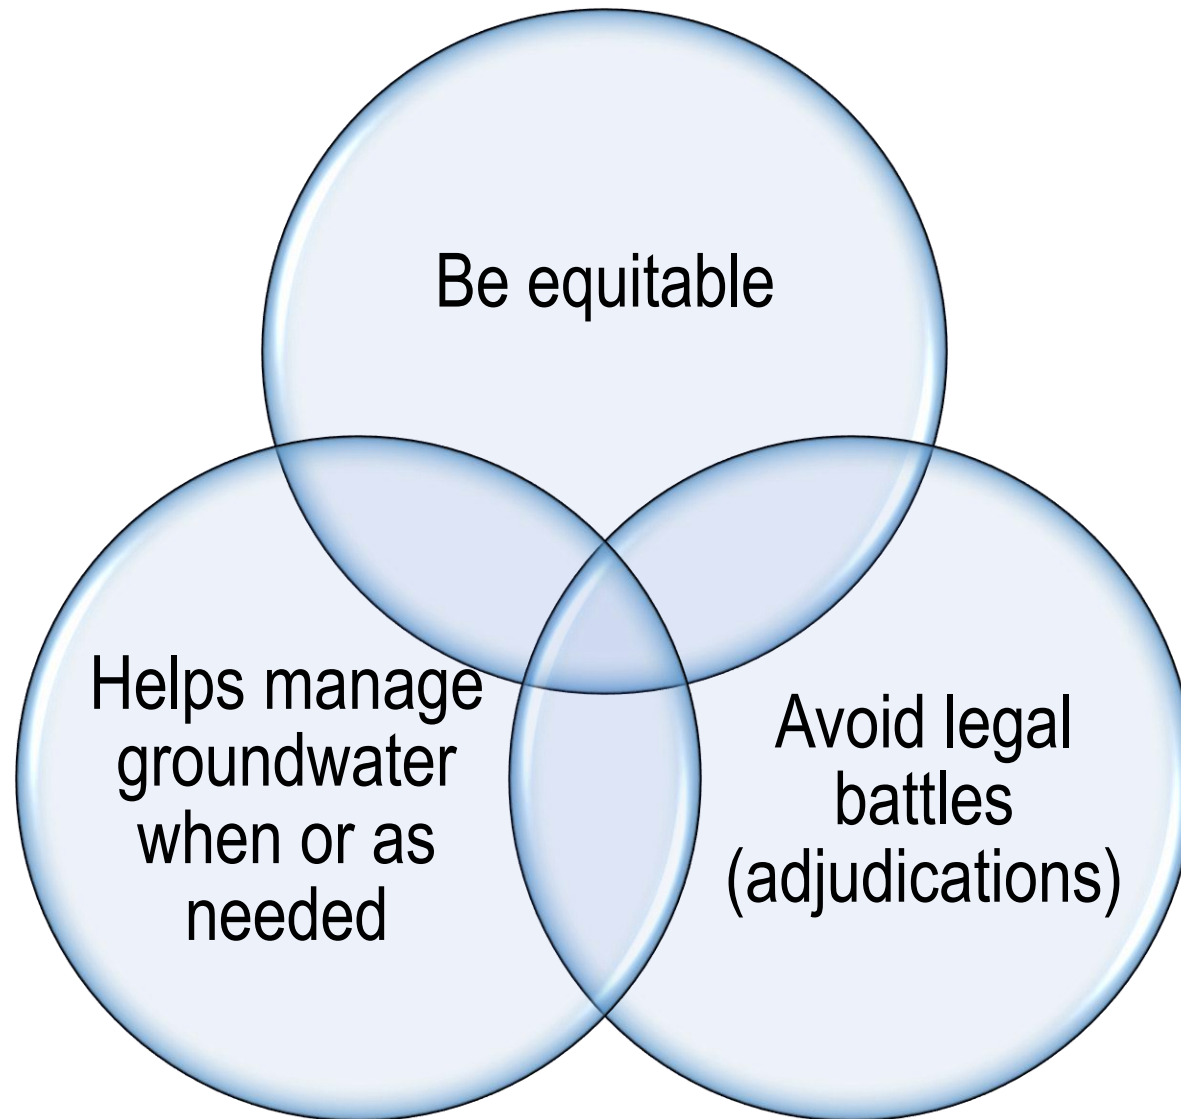 Be equitable
Helps manage
groundwater
when or as
needed
Avoid legal
battles
(adjudications)